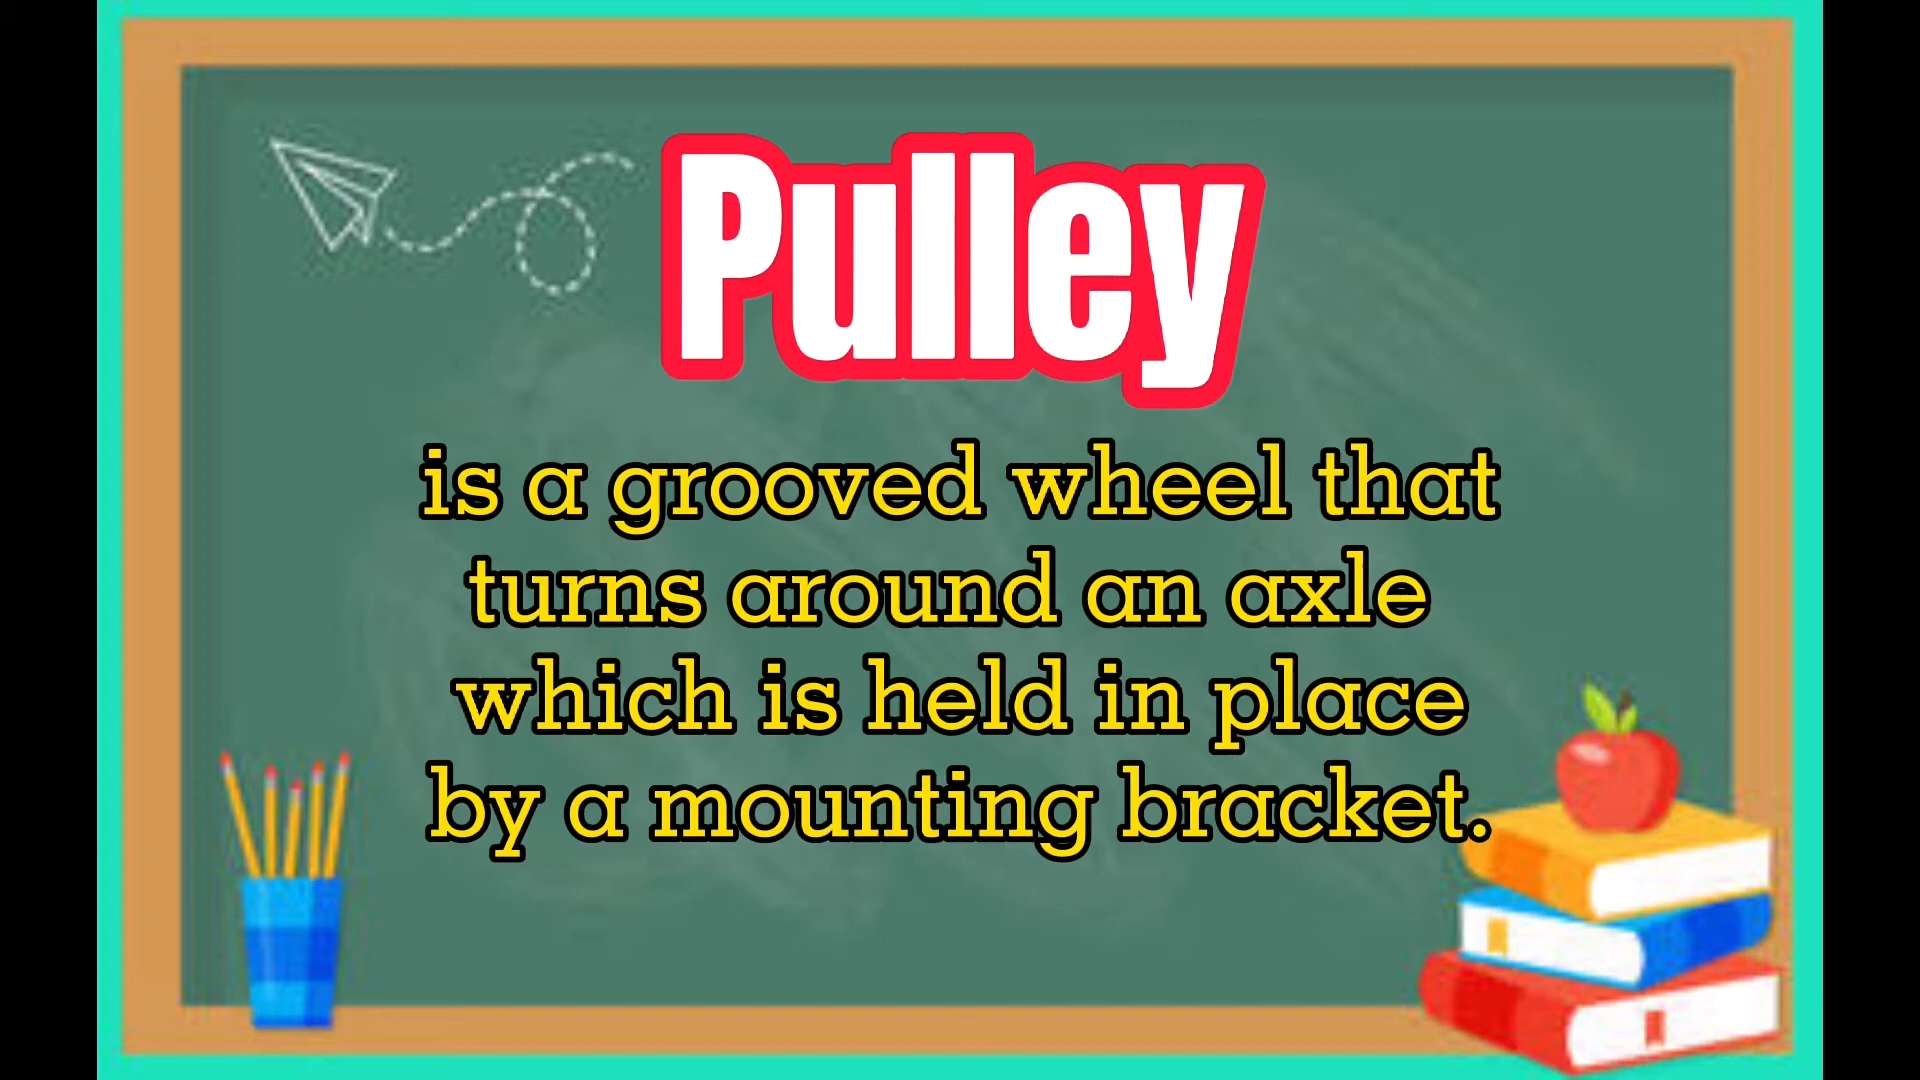 Pulley
is a grooved wheel that
turns around an axle
which is held in place
by a mounting bracket.